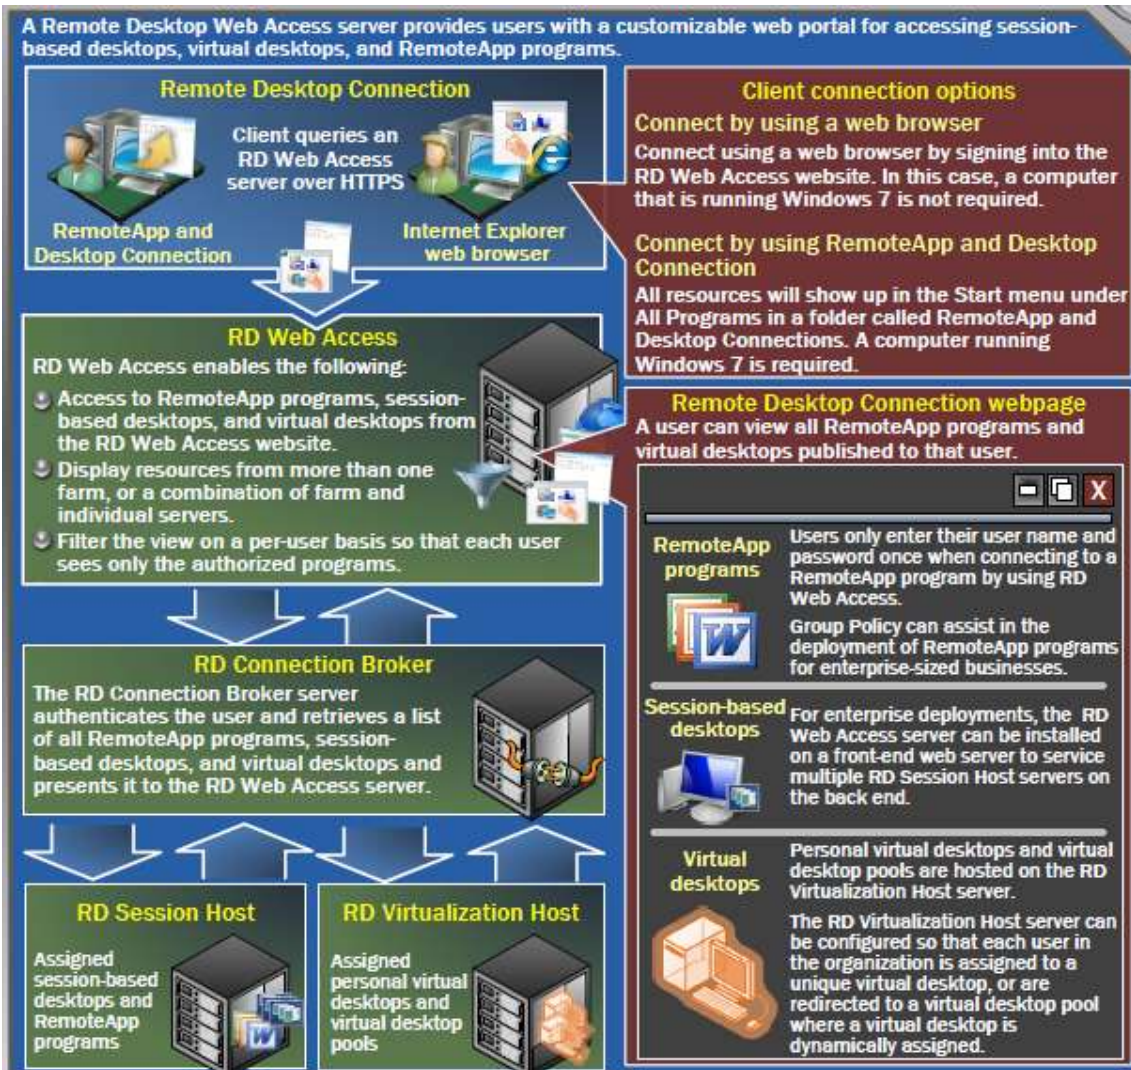 A Remote Desktop Web Access server provides users with a customizable web portal for accessing session-
based desktops, virtual desktops, and RemoteApp programs.
Remote Desktop Connection
Client queries an
RD Web Access
server over HTTPS
RemoteApp and
Desktop Connection
Internet Explorer
web browser
Client connection options
Connect by using a web browser
Connect using a web browser by signing into the
RD Web Access website. In this case, a computer
that is running Windows 7 is not required.
Connect by using RemoteApp and Desktop
Connection
All resources will show up in the Start menu under
All Programs in a folder called RemoteApp and
Desktop Connections. A computer running
Windows 7 is required.
RD Web Access
RD Web Access enables the following:
Access to RemoteApp programs, session-
based desktops, and virtual desktops from
the RD Web Access website.
Display resources from more than one
farm, or a combination of farm and
individual servers.
Filter the view on a per-user basis so that each user
sees only the authorized programs.
Remote Desktop Connection webpage
A user can view all RemoteApp programs and
virtual desktops published to that user.
X
RemoteApp
programs
W
Users only enter their user name and
password once when connecting to a
RemoteApp program by using RD
Web Access.
Group Policy can assist in the
deployment of RemoteApp programs
for enterprise-sized businesses.
Session-based
desktops
For enterprise deployments, the RD
Web Access server can be installed
on a front-end web server to service
multiple RD Session Host servers on
the back end.
Virtual
desktops
Personal virtual desktops and virtual
desktop pools are hosted on the RD
Virtualization Host server.
The RD Virtualization Host server can
be configured so that each user in
the organization is assigned to a
unique virtual desktop, or are
redirected to a virtual desktop pool
where a virtual desktop is
dynamically assigned.
RD Connection Broker
The RD Connection Broker server
authenticates the user and retrieves a list
of all RemoteApp programs, session-
based desktops, and virtual desktops and
presents it to the RD Web Access server.
RD Session Host
Assigned
session-based
desktops and
RemoteApp
programs
W
RD Virtualization Host
Assigned
personal virtual
desktops and
virtual desktop
pools